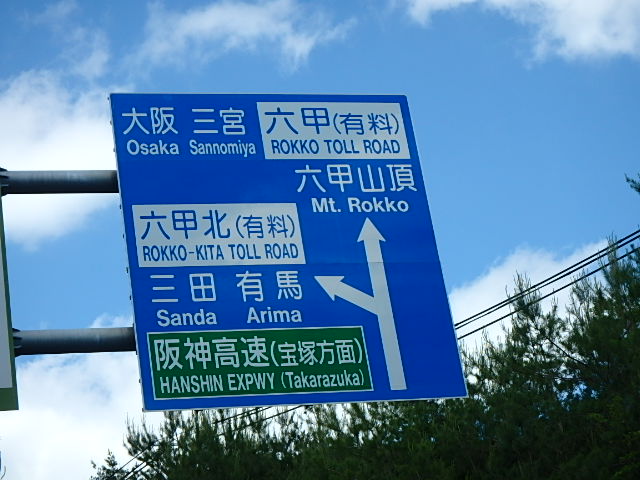 大阪 三宮 六甲(有料)
Osaka Sannomiya ROKKO TOLL ROAD
六甲山頂
Mt. Rokko
六甲北(有料)
ROKKO-KITA TOLL ROAD
三田 有馬
Sanda Arima
阪神高速(宝塚方面)
HANSHIN EXPWY (Takarazuka)